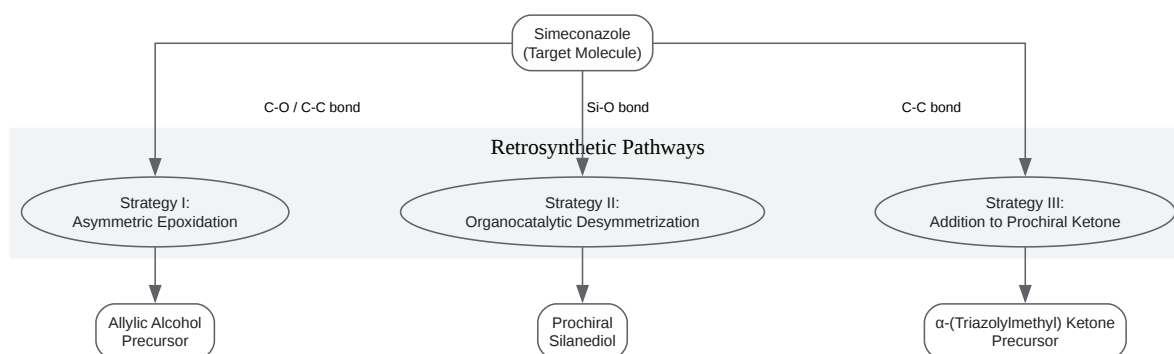 Simeconazole
(Target Molecule)
C-O / C-C bond
Si-O bond
C-C bond
Retrosynthetic Pathways
Strategy I:
Asymmetric Epoxidation
Strategy II:
Organocatalytic Desymmetrization
Strategy III:
Addition to Prochiral Ketone
Allylic Alcohol
Precursor
Prochiral
Silanediol
α-(Triazolylmethyl) Ketone
Precursor